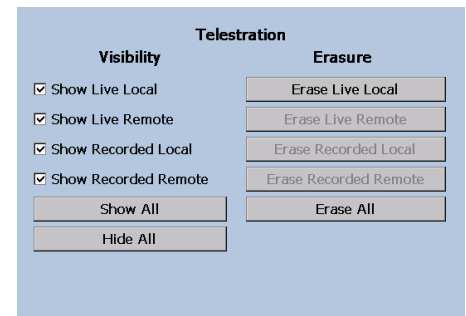 Telestration
Visibility Erasure
Show Live Local Erase Live Local
Show Live Remote Erase Live Remote
Show Recorded Local Erase Recorded Local
Show Recorded Remote Erase Recorded Remote
Show All Erase All
Hide All